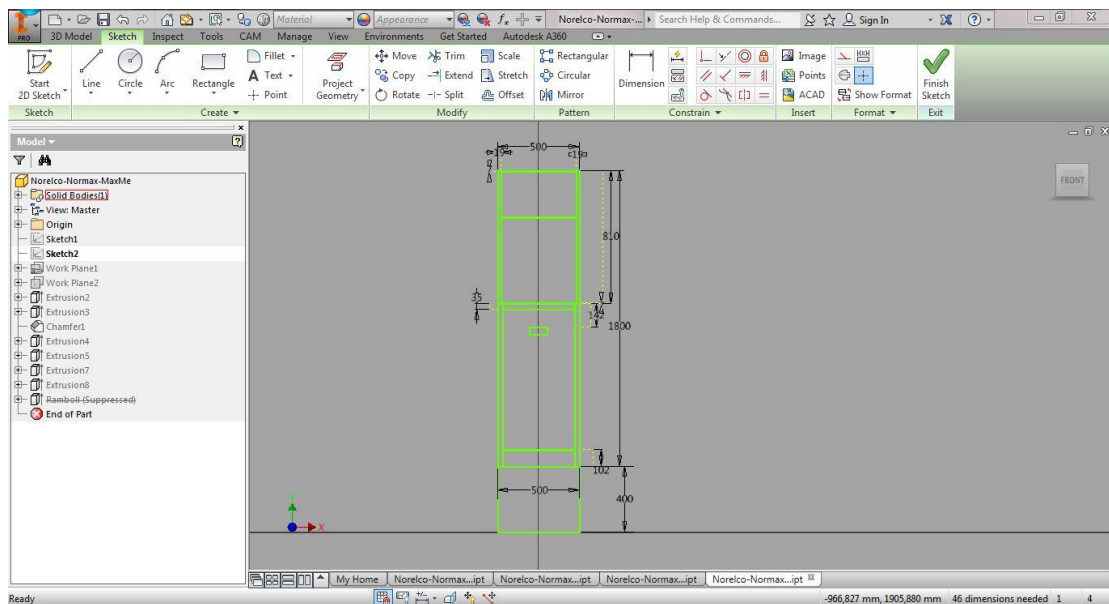 Material
Appearance
fx
Norelco-Normax-...
Search Help & Commands...
Sign In
PRO
3D Model Sketch Inspect Tools CAM Manage View Environments Get Started Autodesk A360
Start
2D Sketch
Line
Circle
Arc
Rectangle
Fillet
Text
Point
Project
Geometry
Move
Copy
Rotate
Trim
Extend
Split
Scale
Stretch
Offset
Rectangular
Circular
Mirror
Dimension
Image
Points
ACAD
Show Format
Finish
Sketch
Sketch Create Modify Pattern Constrain Insert Format Exit
Model
Norelco-Normax-MaxMe
Solid Bodies(1)
View: Master
Origin
Sketch1
Sketch2
Work Plane1
Work Plane2
Extrusion2
Extrusion3
Chamfer1
Extrusion4
Extrusion5
Extrusion7
Extrusion8
Ramboll (Suppressed)
End of Part
FRONT
500
19
19
810
35
142
1800
102
500
400
Y
X
My Home Norelco-Normax...ipt Norelco-Normax...ipt Norelco-Normax...ipt Norelco-Normax...ipt
Ready
-966,827 mm, 1905,880 mm 46 dimensions needed 1 4